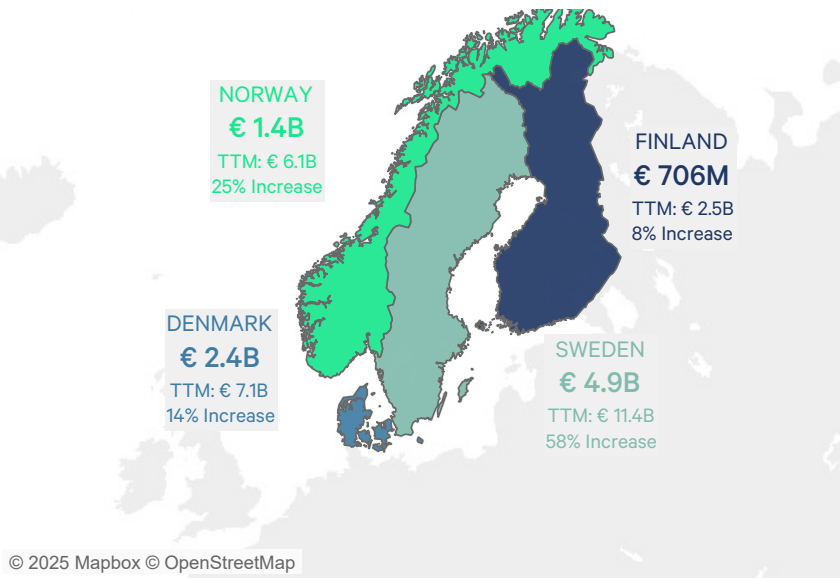 NORWAY
€ 1.4B
TTM: € 6.1B
25% Increase
FINLAND
€ 706M
TTM: € 2.5B
8% Increase
DENMARK
€ 2.4B
TTM: € 7.1B
14% Increase
SWEDEN
€ 4.9B
TTM: € 11.4B
58% Increase
© 2025 Mapbox © OpenStreetMap